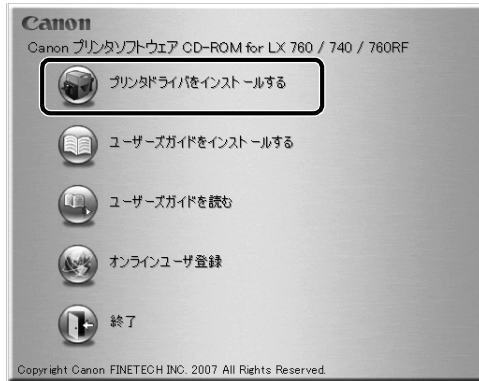 Canon
Canon プリンタソフトウェア CD-ROM for LX 760 / 740 / 760RF
プリンタドライバをインストールする
ユーザーズガイドをインストールする
ユーザーズガイドを読む
オンラインユーザ登録
終了
Copyright Canon FINETECH INC. 2007 All Rights Reserved.